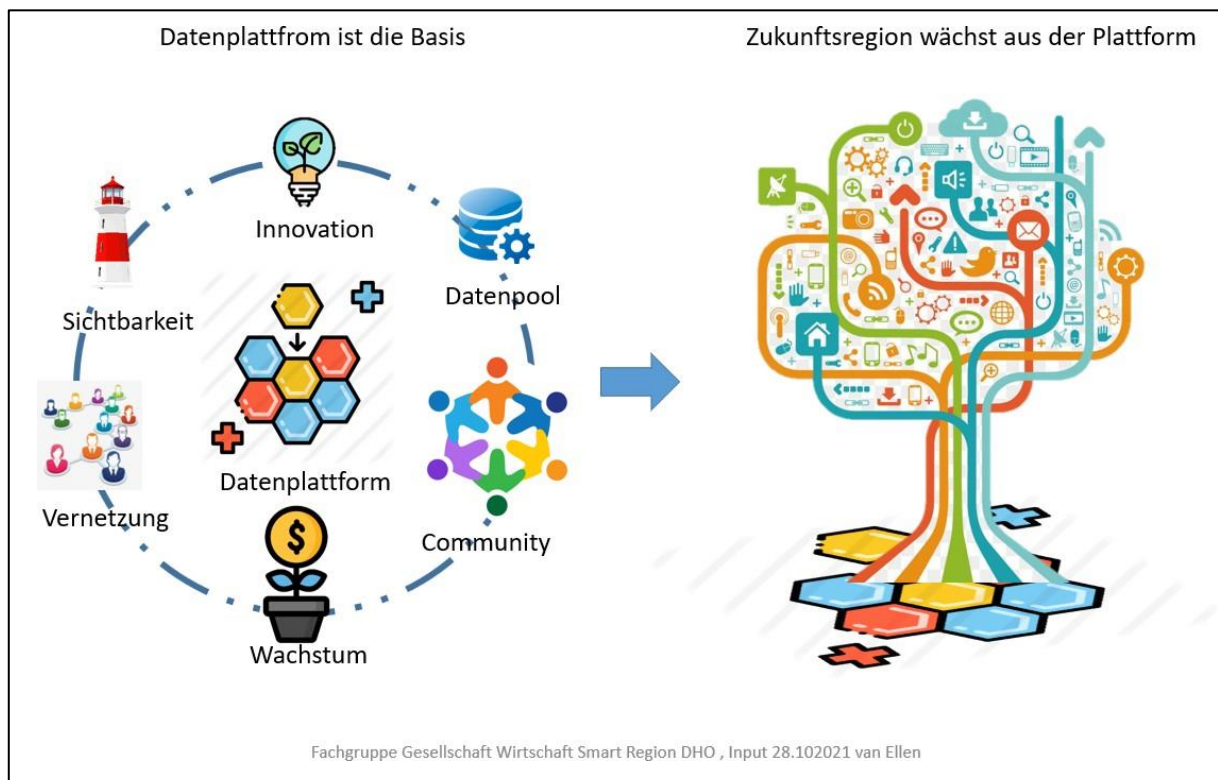 Datenplattfrom ist die Basis
Zukunftsregion wächst aus der Plattform
Innovation
Datenpool
Sichtbarkeit
Datenplattform
Vernetzung
Community
Wachstum
Fachgruppe Gesellschaft Wirtschaft Smart Region DHO , Input 28.102021 van Ellen